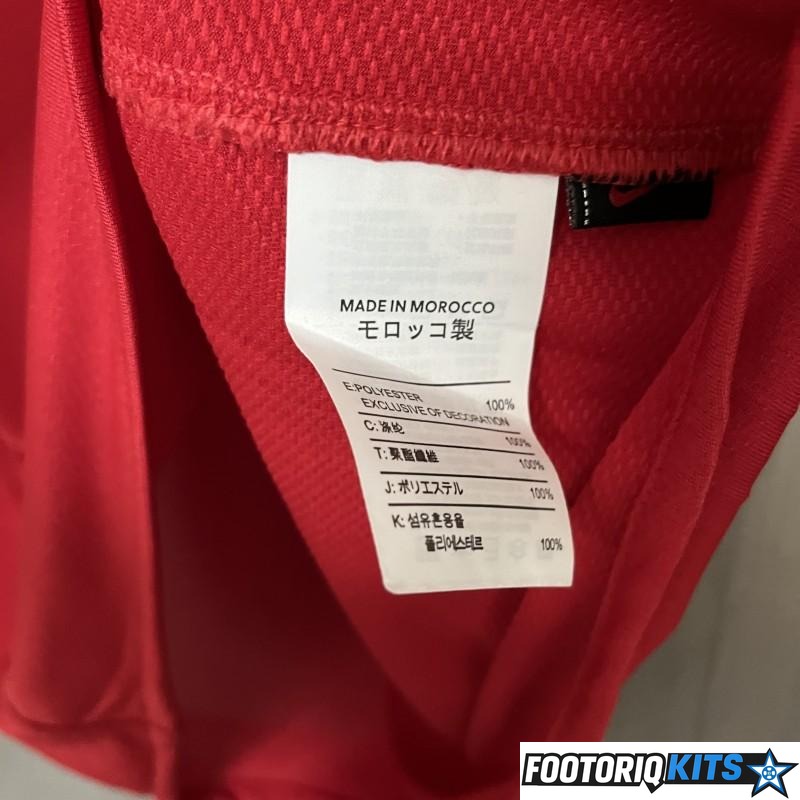 MADE IN MOROCCO
モロッコ製
E:POLYESTER 100%
EXCLUSIVE OF DECORATION
C:涤纶 100%
T:聚酯纖維 100%
J:ポリエステル 100%
K:섬유혼용율
폴리에스테르 100%
FOOTORIQKITS